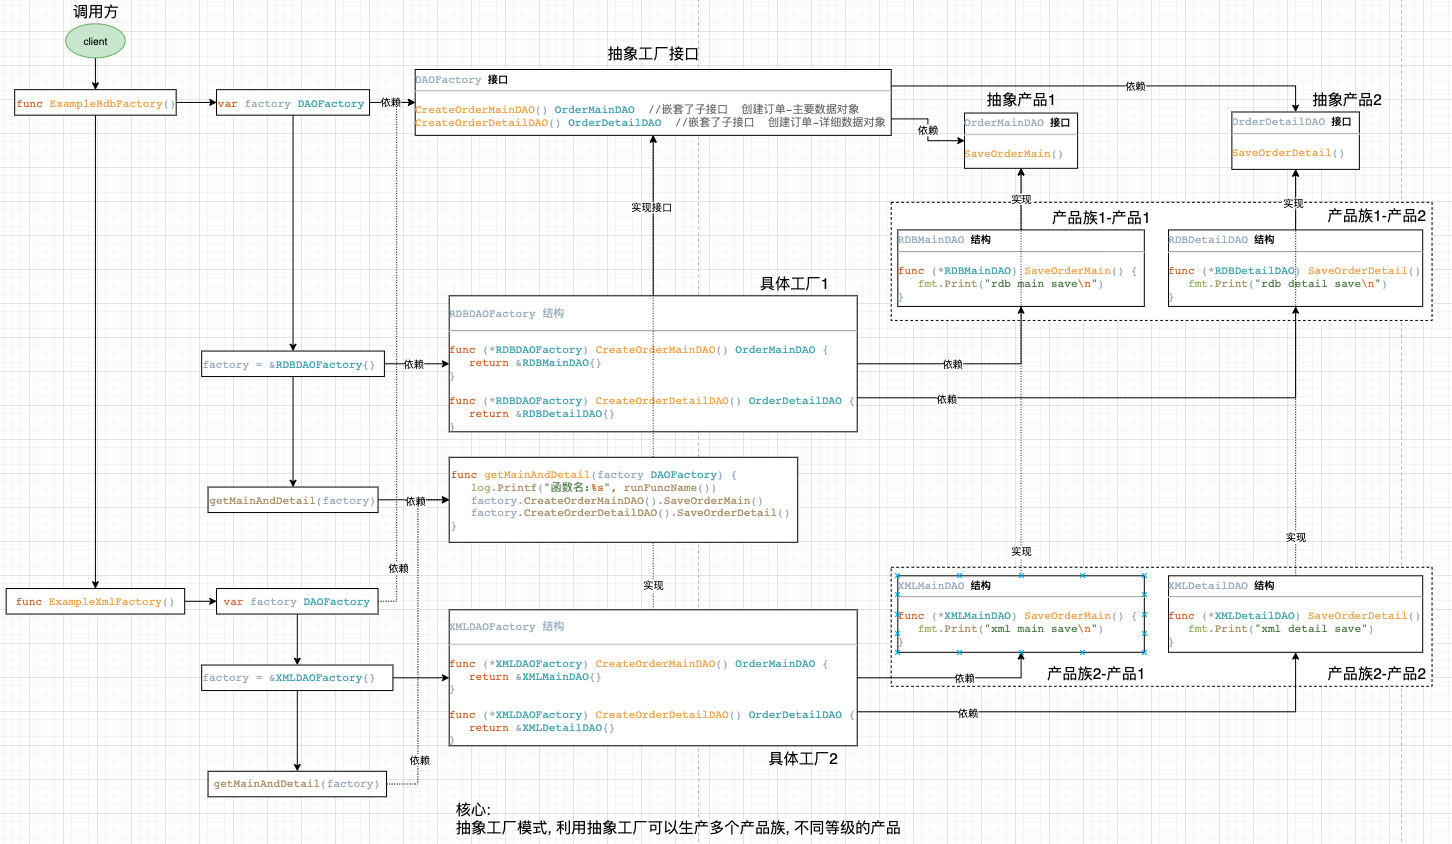 调用方
client
func ExampleRdbFactory()
var factory DAOFactory
依赖
抽象工厂接口
DAOFactory 接口
CreateOrderMainDAO() OrderMainDAO  //嵌套了子接口  创建订单-主要数据对象
CreateOrderDetailDAO() OrderDetailDAO  //嵌套了子接口  创建订单-详细数据对象
依赖
依赖
抽象产品1
OrderMainDAO 接口
SaveOrderMain()
抽象产品2
OrderDetailDAO 接口
SaveOrderDetail()
实现接口
实现
实现
产品族1-产品1
RDBMainDAO 结构
func (*RDBMainDAO) SaveOrderMain() {
fmt.Print("rdb main save\n")
}
产品族1-产品2
RDBDetailDAO 结构
func (*RDBDetailDAO) SaveOrderDetail()
fmt.Print("rdb detail save\n")
}
具体工厂1
RDBDAOFactory 结构
func (*RDBDAOFactory) CreateOrderMainDAO() OrderMainDAO {
return &RDBMainDAO{}
}
func (*RDBDAOFactory) CreateOrderDetailDAO() OrderDetailDAO {
return &RDBDetailDAO{}
}
factory = &RDBDAOFactory{}
依赖
依赖
依赖
getMainAndDetail(factory)
依赖
func getMainAndDetail(factory DAOFactory) {
log.Printf("函数名:%s", runFuncName())
factory.CreateOrderMainDAO().SaveOrderMain()
factory.CreateOrderDetailDAO().SaveOrderDetail()
}
依赖
实现
实现
实现
func ExampleXmlFactory()
var factory DAOFactory
factory = &XMLDAOFactory{}
XMLDAOFactory 结构
func (*XMLDAOFactory) CreateOrderMainDAO() OrderMainDAO {
return &XMLMainDAO{}
}
func (*XMLDAOFactory) CreateOrderDetailDAO() OrderDetailDAO {
return &XMLDetailDAO{}
}
具体工厂2
依赖
依赖
XMLMainDAO 结构
func (*XMLMainDAO) SaveOrderMain() {
fmt.Print("xml main save\n")
}
产品族2-产品1
XMLDetailDAO 结构
func (*XMLDetailDAO) SaveOrderDetail()
fmt.Print("xml detail save")
}
产品族2-产品2
依赖
getMainAndDetail(factory)
核心:
抽象工厂模式, 利用抽象工厂可以生产多个产品族, 不同等级的产品